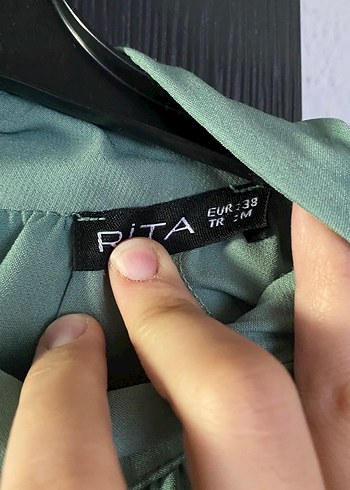 RİTA
EUR : 38
TR : M